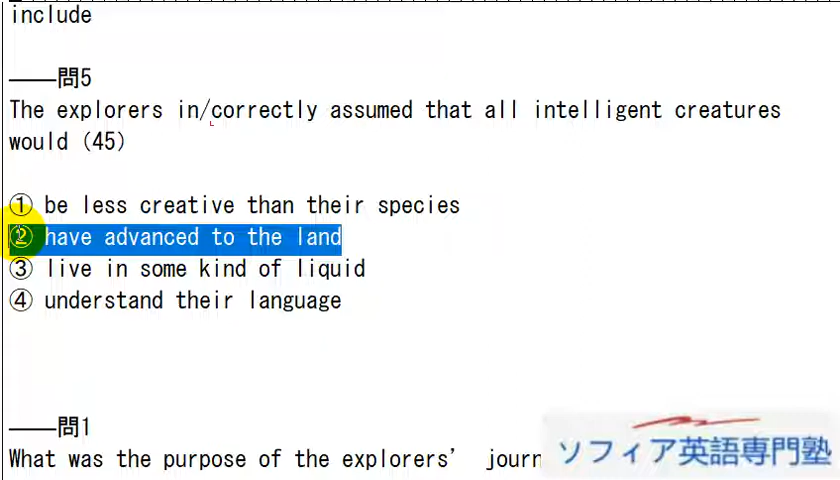 include
――問5
The explorers in/correctly assumed that all intelligent creatures
would (45)
① be less creative than their species
② have advanced to the land
③ live in some kind of liquid
④ understand their language
――問1
What was the purpose of the explorers’ journ
ソフィア英語専門塾